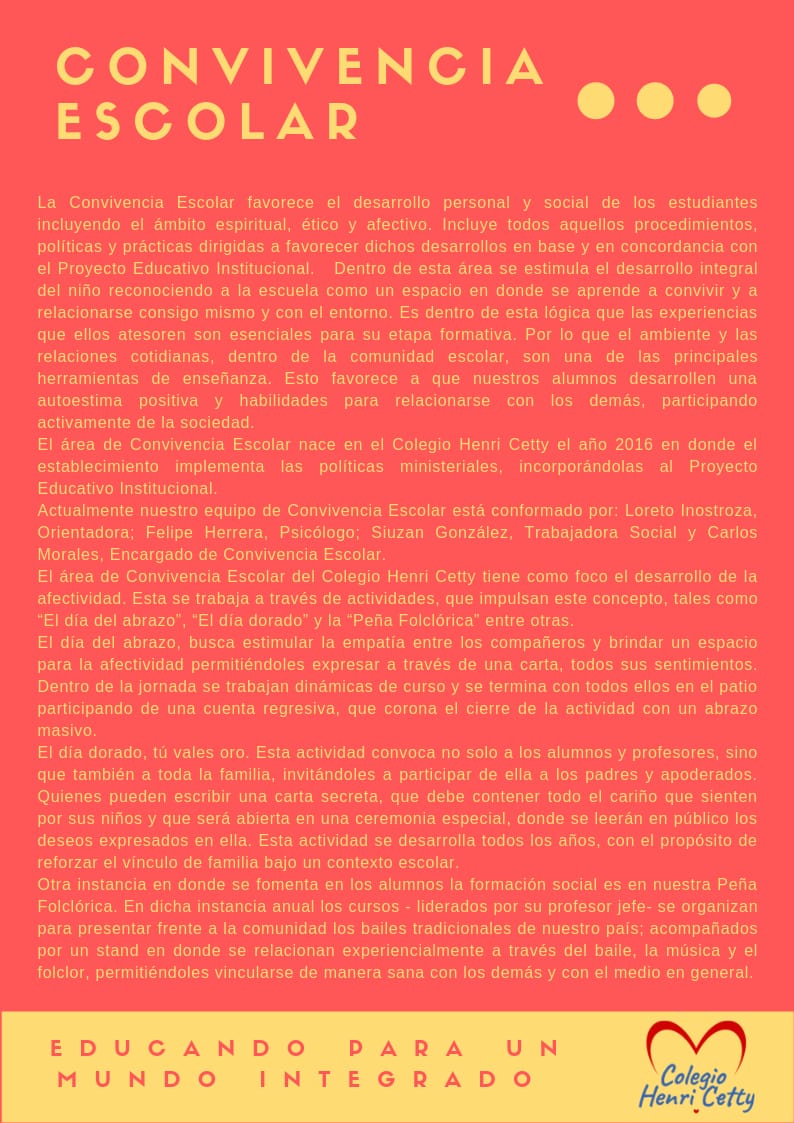 CONVIVENCIA
ESCOLAR
La Convivencia Escolar favorece el desarrollo personal y social de los estudiantes
incluyendo el ámbito espiritual, ético y afectivo. Incluye todos aquellos procedimientos,
políticas y prácticas dirigidas a favorecer dichos desarrollos en base y en concordancia con
el Proyecto Educativo Institucional. Dentro de esta área se estimula el desarrollo integral
del niño reconociendo a la escuela como un espacio en donde se aprende a convivir y a
relacionarse consigo mismo y con el entorno. Es dentro de esta lógica que las experiencias
que ellos atesoren son esenciales para su etapa formativa. Por lo que el ambiente y las
relaciones cotidianas, dentro de la comunidad escolar, son una de las principales
herramientas de enseñanza. Esto favorece a que nuestros alumnos desarrollen una
autoestima positiva y habilidades para relacionarse con los demás, participando
activamente de la sociedad.
El área de Convivencia Escolar nace en el Colegio Henri Cetty el año 2016 en donde el
establecimiento implementa las políticas ministeriales, incorporándolas al Proyecto
Educativo Institucional.
Actualmente nuestro equipo de Convivencia Escolar está conformado por: Loreto Inostroza,
Orientadora; Felipe Herrera, Psicólogo; Siuzan González, Trabajadora Social y Carlos
Morales, Encargado de Convivencia Escolar.
El área de Convivencia Escolar del Colegio Henri Cetty tiene como foco el desarrollo de la
afectividad. Esta se trabaja a través de actividades, que impulsan este concepto, tales como
“El día del abrazo”, “El día dorado” y la “Peña Folclórica” entre otras.
El día del abrazo, busca estimular la empatía entre los compañeros y brindar un espacio
para la afectividad permitiéndoles expresar a través de una carta, todos sus sentimientos.
Dentro de la jornada se trabajan dinámicas de curso y se termina con todos ellos en el patio
participando de una cuenta regresiva, que corona el cierre de la actividad con un abrazo
masivo.
El día dorado, tú vales oro. Esta actividad convoca no solo a los alumnos y profesores, sino
que también a toda la familia, invitándoles a participar de ella a los padres y apoderados.
Quienes pueden escribir una carta secreta, que debe contener todo el cariño que sienten
por sus niños y que será abierta en una ceremonia especial, donde se leerán en público los
deseos expresados en ella. Esta actividad se desarrolla todos los años, con el propósito de
reforzar el vínculo de familia bajo un contexto escolar.
Otra instancia en donde se fomenta en los alumnos la formación social es en nuestra Peña
Folclórica. En dicha instancia anual los cursos - liderados por su profesor jefe- se organizan
para presentar frente a la comunidad los bailes tradicionales de nuestro país; acompañados
por un stand en donde se relacionan experiencialmente a través del baile, la música y el
folclor, permitiéndoles vincularse de manera sana con los demás y con el medio en general.
EDUCANDO PARA UN
MUNDO INTEGRADO
Colegio
Henri Cetty